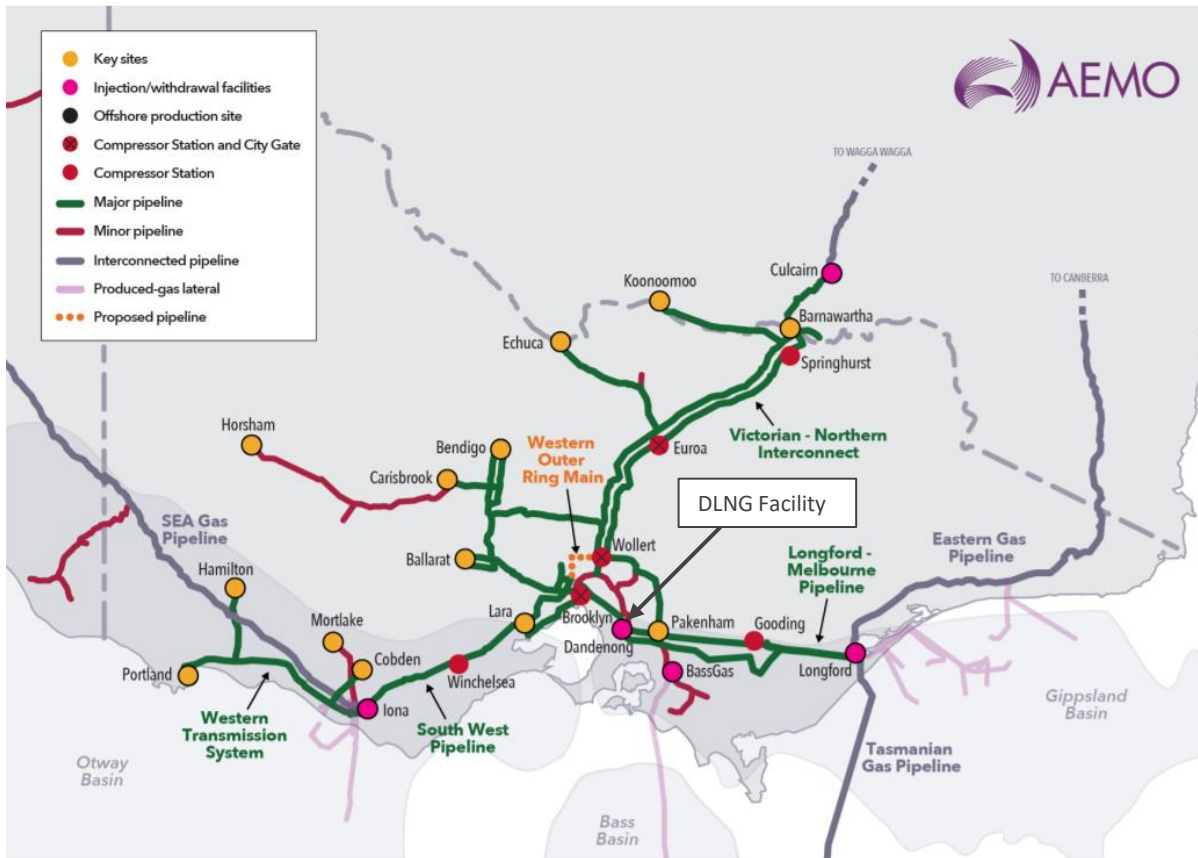 Key sites
Injection/withdrawal facilities
Offshore production site
Compressor Station and City Gate
Compressor Station
Major pipeline
Minor pipeline
Interconnected pipeline
Produced-gas lateral
Proposed pipeline
AEMO
TO WAGGA WAGGA
TO CANBERRA
Culcairn
Koonoomoo
Barnawartha
Echuca
Springhurst
Horsham
Bendigo
Western
Outer
Ring Main
Euroa
Victorian - Northern
Interconnect
Carisbrook
DLNG Facility
SEA Gas
Pipeline
Ballarat
Wollert
Longford -
Melbourne
Pipeline
Eastern Gas
Pipeline
Hamilton
Mortlake
Lara
Brooklyn
Dandenong
Pakenham
Gooding
Portland
Cobden
Winchelsea
BassGas
Longford
Iona
Western
Transmission
System
South West
Pipeline
Gippsland
Basin
Otway
Basin
Tasmanian
Gas Pipeline
Bass
Basin